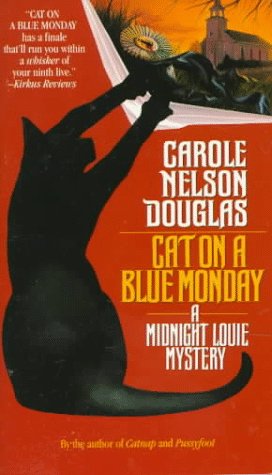 "CAT ON
A BLUE MONDAY
has a finale
that'll run you within
a whisker of
your ninth live."
—Kirkus Reviews
CAROLE
NELSON
DOUGLAS
CAT ON A
BLUE MONDAY
A
MIDNIGHT LOUIE
MYSTERY
By the author of Catnap and Pussyfoot